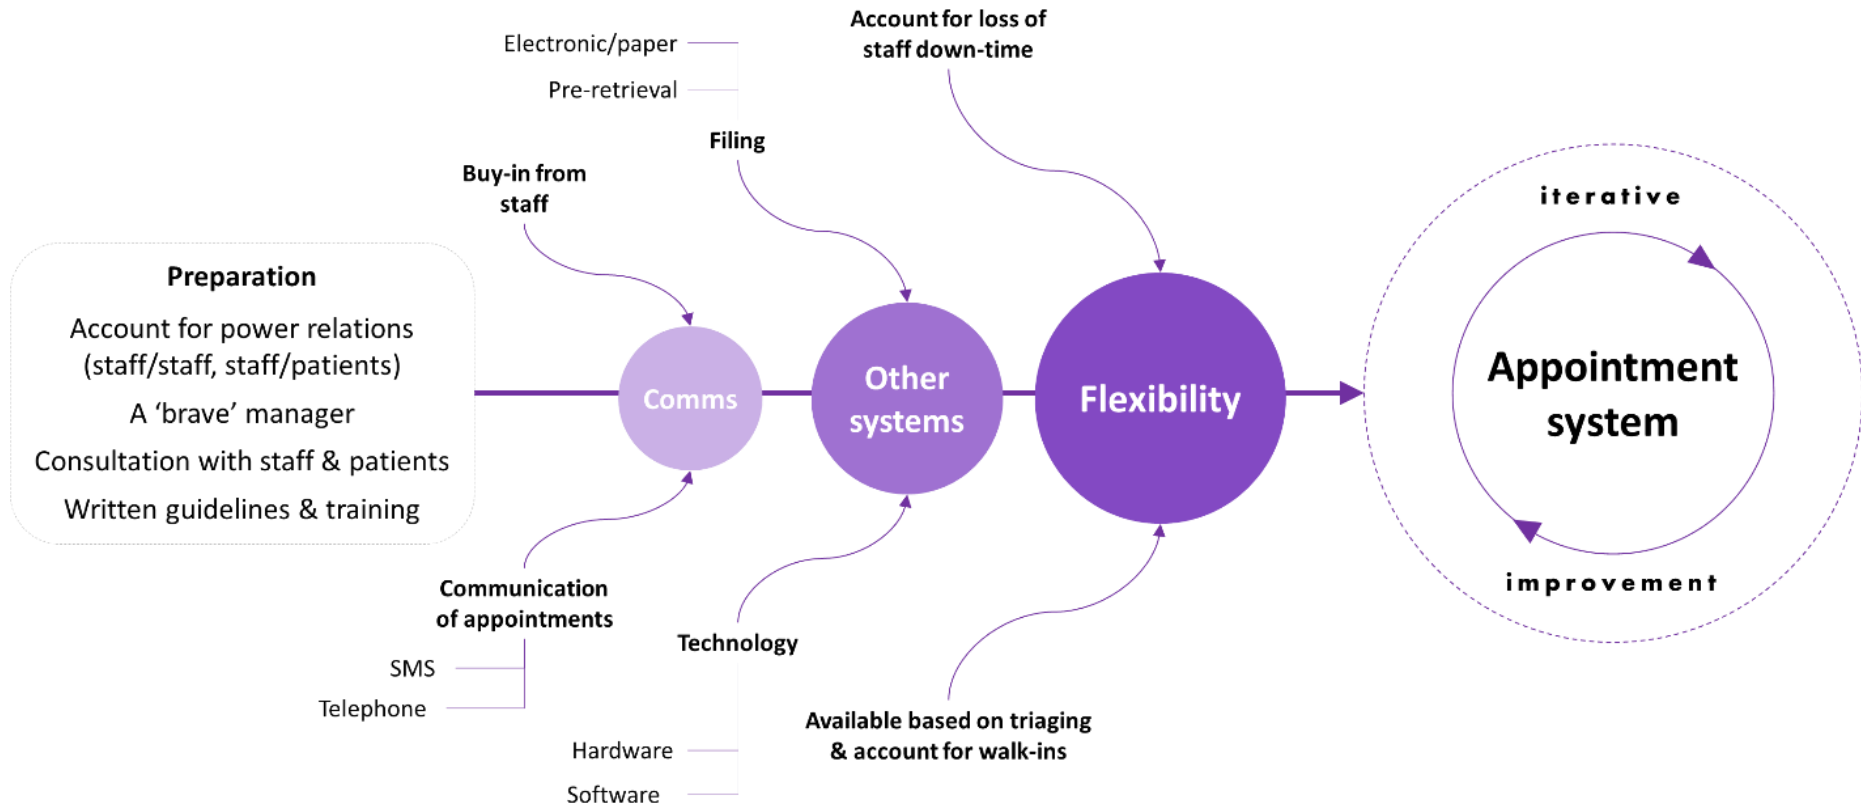 Electronic/paper
Pre-retrieval
Filing
Account for loss of
staff down-time
Buy-in from
staff
Preparation
Account for power relations
(staff/staff, staff/patients)
A ‘brave’ manager
Consultation with staff & patients
Written guidelines & training
Comms
Other
systems
Flexibility
iterative
Appointment
system
improvement
Communication
of appointments
SMS
Telephone
Technology
Hardware
Software
Available based on triaging
& account for walk-ins